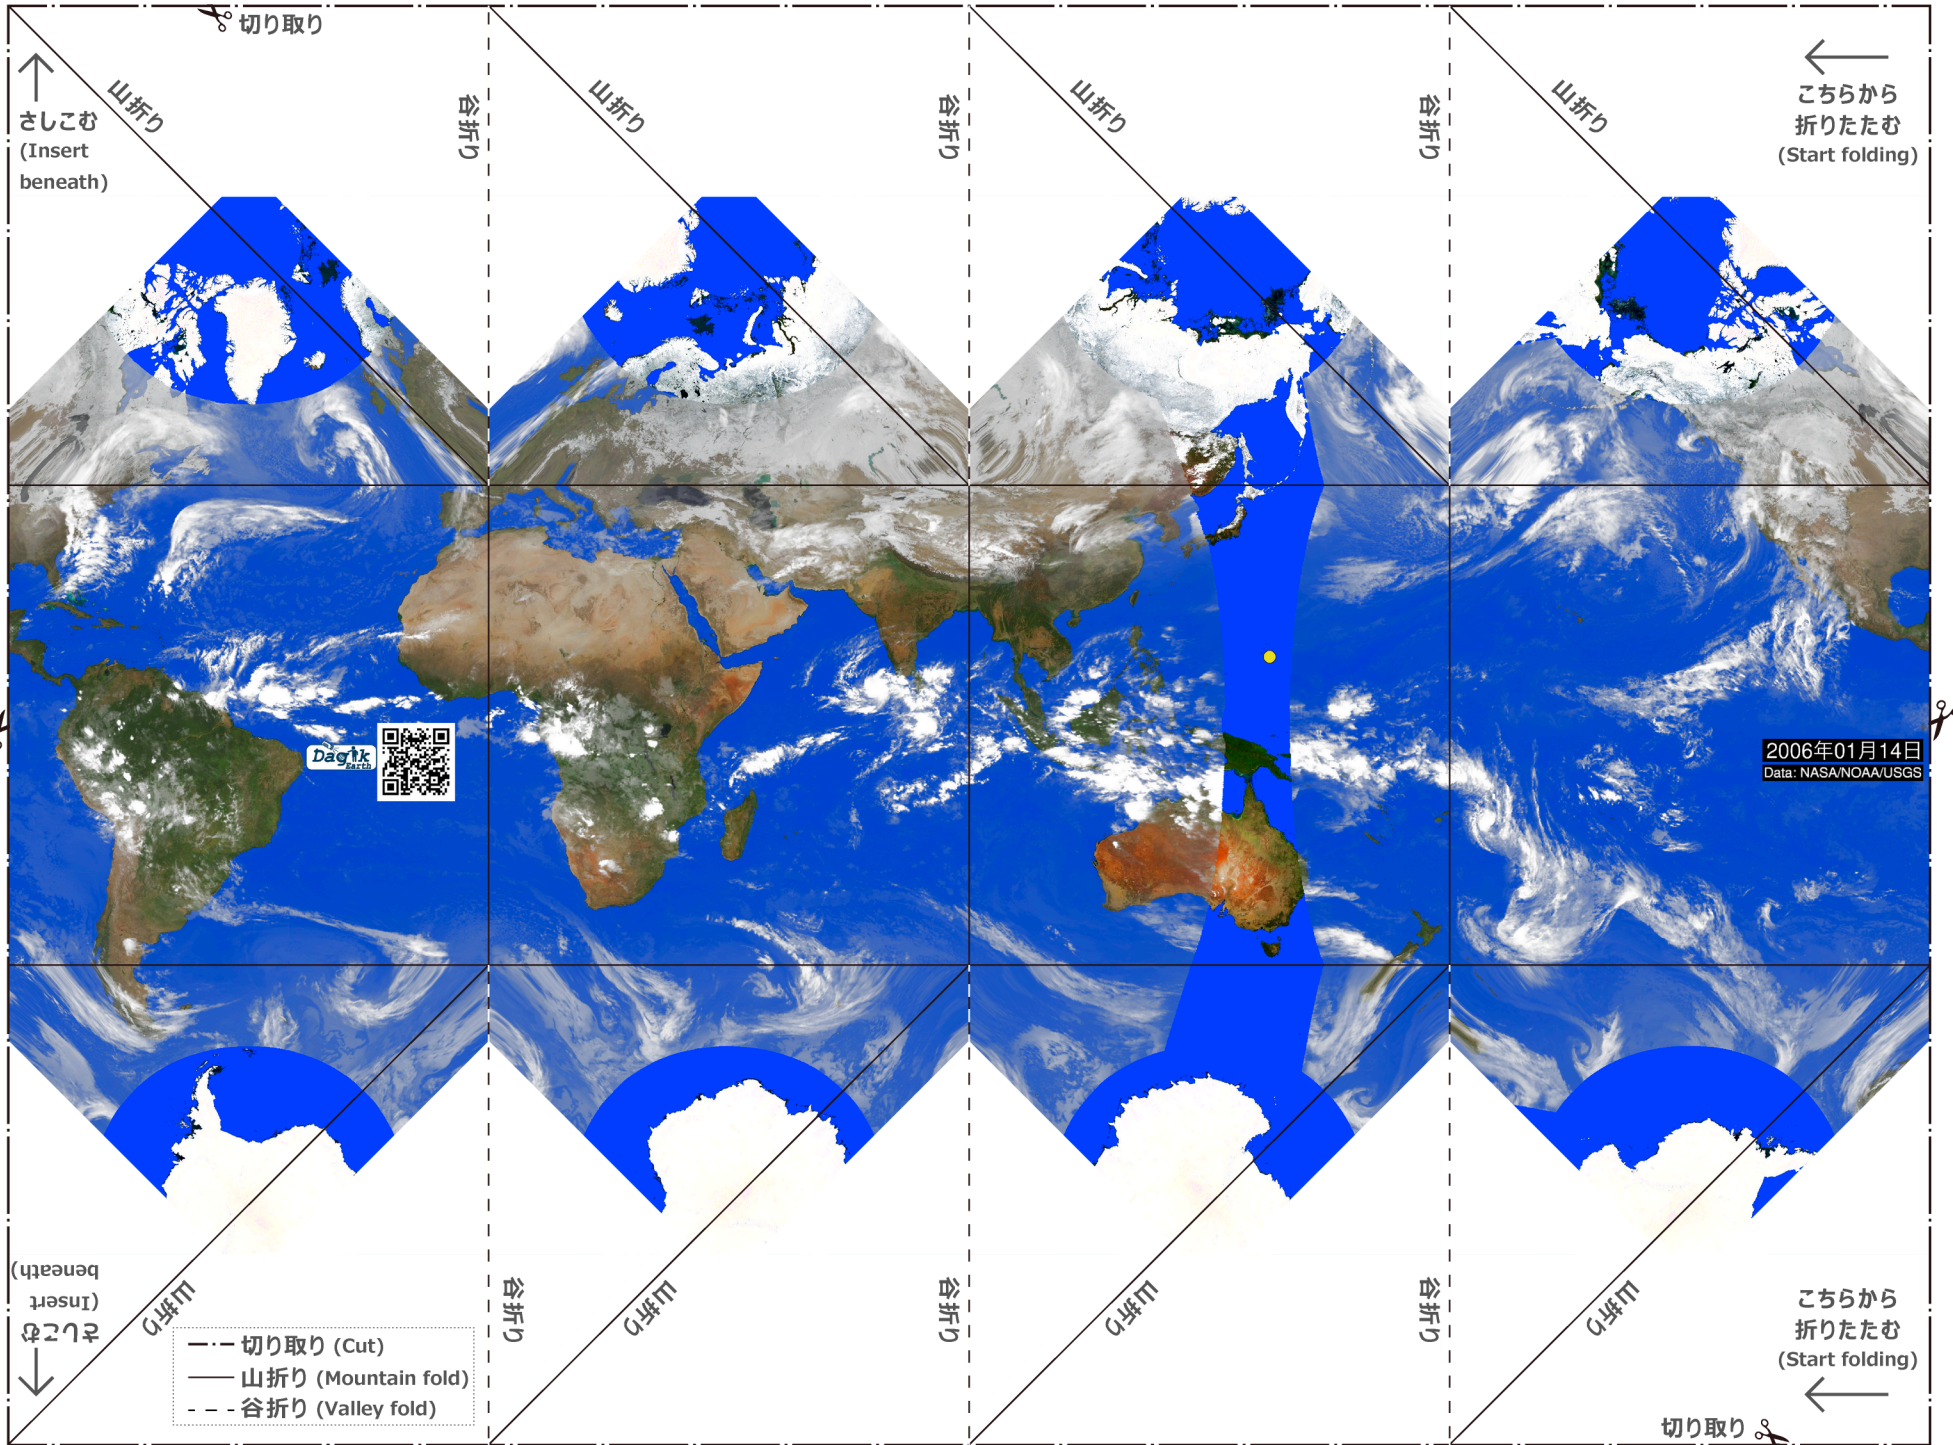 切り取り
山折り
山折り
山折り
山折り
谷折り
谷折り
谷折り
さしこむ
(Insert
beneath)
こちらから
折りたたむ
(Start folding)
Dagik
Earth
2006年01月14日
Data: NASA/NOAA/USGS
さしこむ
(Insert
beneath)
山折り
山折り
山折り
山折り
谷折り
谷折り
谷折り
こちらから
折りたたむ
(Start folding)
切り取り (Cut)
山折り (Mountain fold)
谷折り (Valley fold)
切り取り